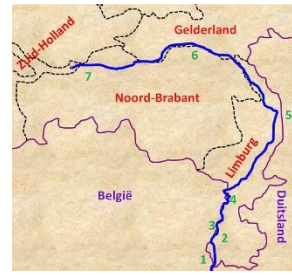 Gelderland
Zuid-Holland
6
7
Noord-Brabant
5
Limburg
4
België
Duitsland
3
2
1